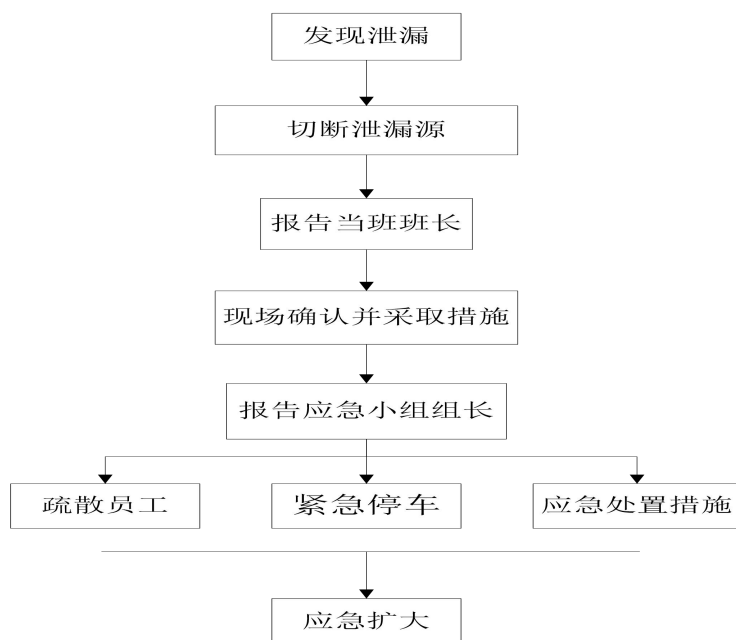 发现泄漏
切断泄漏源
报告当班班长
现场确认并采取措施
报告应急小组组长
疏散员工
紧急停车
应急处置措施
应急扩大